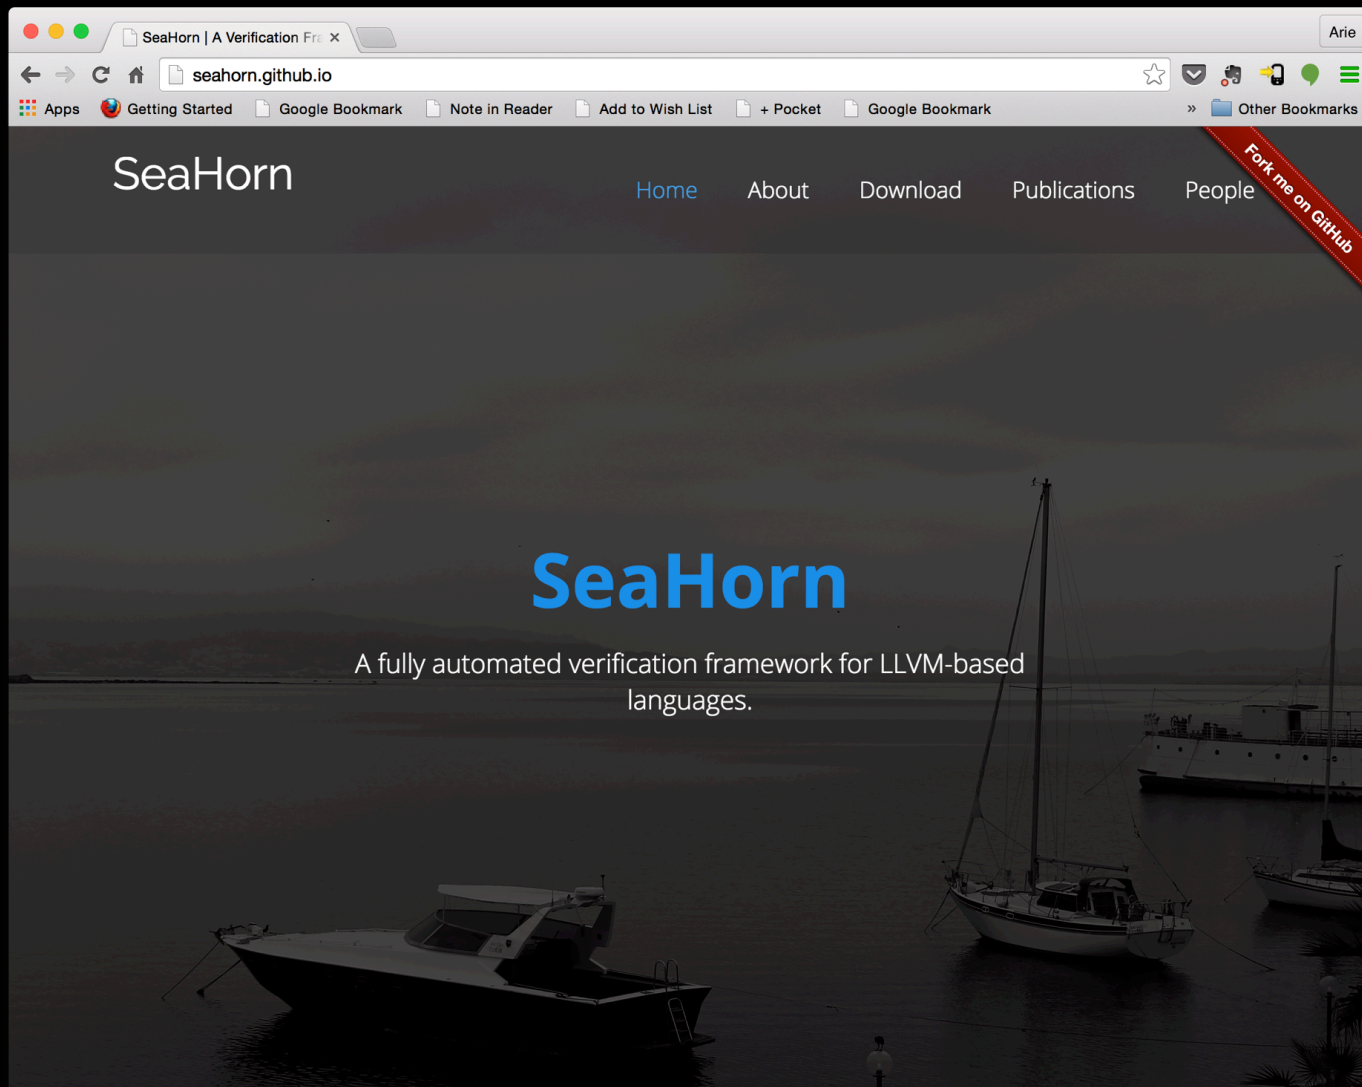 SeaHorn | A Verification Fra
Arie
seahorn.github.io
Apps Getting Started Google Bookmark Note in Reader Add to Wish List + Pocket Google Bookmark » Other Bookmarks
SeaHorn
Home About Download Publications People
Fork me on GitHub
SeaHorn
A fully automated verification framework for LLVM-based
languages.